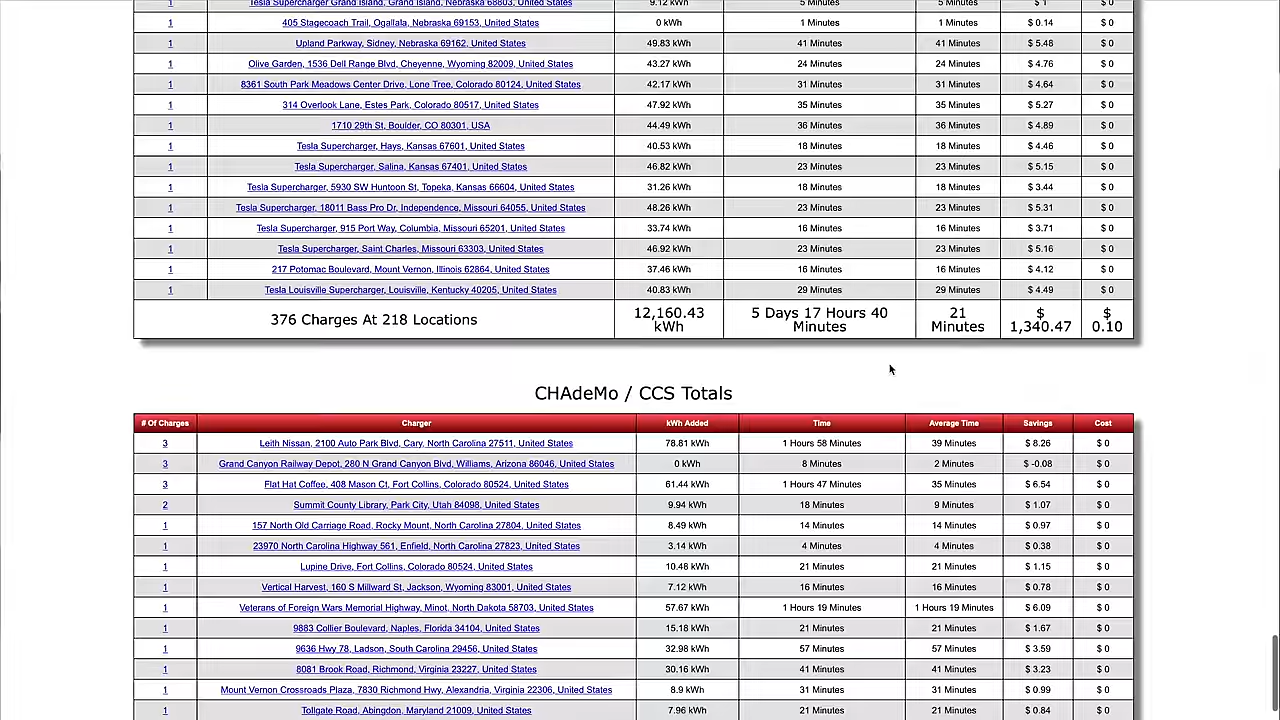 1 Tesla Supercharger Grand Island, Grand Island, Nebraska 68803, United States 9.12 kWh 5 Minutes 5 Minutes $ 1 $ 0
1 405 Stagecoach Trail, Ogallala, Nebraska 69153, United States 0 kWh 1 Minutes 1 Minutes $ 0.14 $ 0
1 Upland Parkway, Sidney, Nebraska 69162, United States 49.83 kWh 41 Minutes 41 Minutes $ 5.48 $ 0
1 Olive Garden, 1536 Dell Range Blvd, Cheyenne, Wyoming 82009, United States 43.27 kWh 24 Minutes 24 Minutes $ 4.76 $ 0
1 8361 South Park Meadows Center Drive, Lone Tree, Colorado 80124, United States 42.17 kWh 31 Minutes 31 Minutes $ 4.64 $ 0
1 314 Overlook Lane, Estes Park, Colorado 80517, United States 47.92 kWh 35 Minutes 35 Minutes $ 5.27 $ 0
1 1710 29th St, Boulder, CO 80301, USA 44.49 kWh 36 Minutes 36 Minutes $ 4.89 $ 0
1 Tesla Supercharger, Hays, Kansas 67601, United States 40.53 kWh 18 Minutes 18 Minutes $ 4.46 $ 0
1 Tesla Supercharger, Salina, Kansas 67401, United States 46.82 kWh 23 Minutes 23 Minutes $ 5.15 $ 0
1 Tesla Supercharger, 5930 SW Huntoon St, Topeka, Kansas 66604, United States 31.26 kWh 18 Minutes 18 Minutes $ 3.44 $ 0
1 Tesla Supercharger, 18011 Bass Pro Dr, Independence, Missouri 64055, United States 48.26 kWh 23 Minutes 23 Minutes $ 5.31 $ 0
1 Tesla Supercharger, 915 Port Way, Columbia, Missouri 65201, United States 33.74 kWh 16 Minutes 16 Minutes $ 3.71 $ 0
1 Tesla Supercharger, Saint Charles, Missouri 63303, United States 46.92 kWh 23 Minutes 23 Minutes $ 5.16 $ 0
1 217 Potomac Boulevard, Mount Vernon, Illinois 62864, United States 37.46 kWh 16 Minutes 16 Minutes $ 4.12 $ 0
1 Tesla Louisville Supercharger, Louisville, Kentucky 40205, United States 40.83 kWh 29 Minutes 29 Minutes $ 4.49 $ 0
376 Charges At 218 Locations 12,160.43 kWh 5 Days 17 Hours 40 Minutes 21 Minutes $ 1,340.47 $ 0.10
CHAdeMo / CCS Totals
# Of Charges Charger kWh Added Time Average Time Savings Cost
3 Leith Nissan, 2100 Auto Park Blvd, Cary, North Carolina 27511, United States 78.81 kWh 1 Hours 58 Minutes 39 Minutes $ 8.26 $ 0
3 Grand Canyon Railway Depot, 280 N Grand Canyon Blvd, Williams, Arizona 86046, United States 0 kWh 8 Minutes 2 Minutes $ -0.08 $ 0
3 Flat Hat Coffee, 408 Mason Ct, Fort Collins, Colorado 80524, United States 61.44 kWh 1 Hours 47 Minutes 35 Minutes $ 6.54 $ 0
2 Summit County Library, Park City, Utah 84098, United States 9.94 kWh 18 Minutes 9 Minutes $ 1.07 $ 0
1 157 North Old Carriage Road, Rocky Mount, North Carolina 27804, United States 8.49 kWh 14 Minutes 14 Minutes $ 0.97 $ 0
1 23970 North Carolina Highway 561, Enfield, North Carolina 27823, United States 3.14 kWh 4 Minutes 4 Minutes $ 0.38 $ 0
1 Lupine Drive, Fort Collins, Colorado 80524, United States 10.48 kWh 21 Minutes 21 Minutes $ 1.15 $ 0
1 Vertical Harvest, 160 S Millward St, Jackson, Wyoming 83001, United States 7.12 kWh 16 Minutes 16 Minutes $ 0.78 $ 0
1 Veterans of Foreign Wars Memorial Highway, Minot, North Dakota 58703, United States 57.67 kWh 1 Hours 19 Minutes 1 Hours 19 Minutes $ 6.09 $ 0
1 9883 Collier Boulevard, Naples, Florida 34104, United States 15.18 kWh 21 Minutes 21 Minutes $ 1.67 $ 0
1 9636 Hwy 78, Ladson, South Carolina 29456, United States 32.98 kWh 57 Minutes 57 Minutes $ 3.59 $ 0
1 8081 Brook Road, Richmond, Virginia 23227, United States 30.16 kWh 41 Minutes 41 Minutes $ 3.23 $ 0
1 Mount Vernon Crossroads Plaza, 7830 Richmond Hwy, Alexandria, Virginia 22306, United States 8.9 kWh 31 Minutes 31 Minutes $ 0.99 $ 0
1 Tollgate Road, Abingdon, Maryland 21009, United States 7.96 kWh 21 Minutes 21 Minutes $ 0.84 $ 0